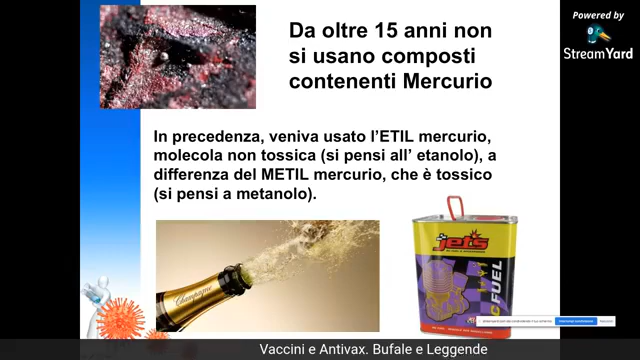 Powered by
StreamYard
Da oltre 15 anni non
si usano composti
contenenti Mercurio
In precedenza, veniva usato l'ETIL mercurio,
molecola non tossica (si pensi all' etanolo), a
differenza del METIL mercurio, che è tossico
(si pensi a metanolo).
Champagne
jet's
FUEL
Vaccini e Antivax. Bufale e Leggende